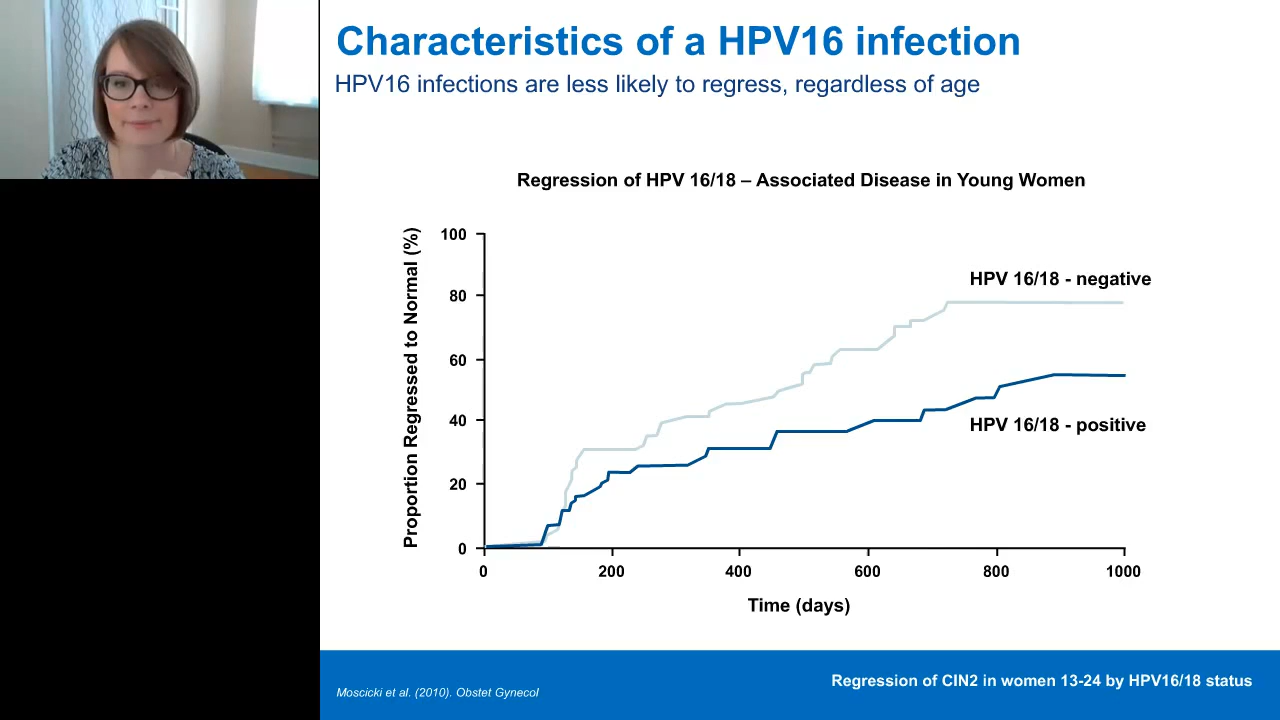 Characteristics of a HPV16 infection
HPV16 infections are less likely to regress, regardless of age
Regression of HPV 16/18 – Associated Disease in Young Women
Proportion Regressed to Normal (%)
100
80
60
40
20
0
HPV 16/18 - negative
HPV 16/18 - positive
0 200 400 600 800 1000
Time (days)
Moscicki et al. (2010). Obstet Gynecol
Regression of CIN2 in women 13-24 by HPV16/18 status